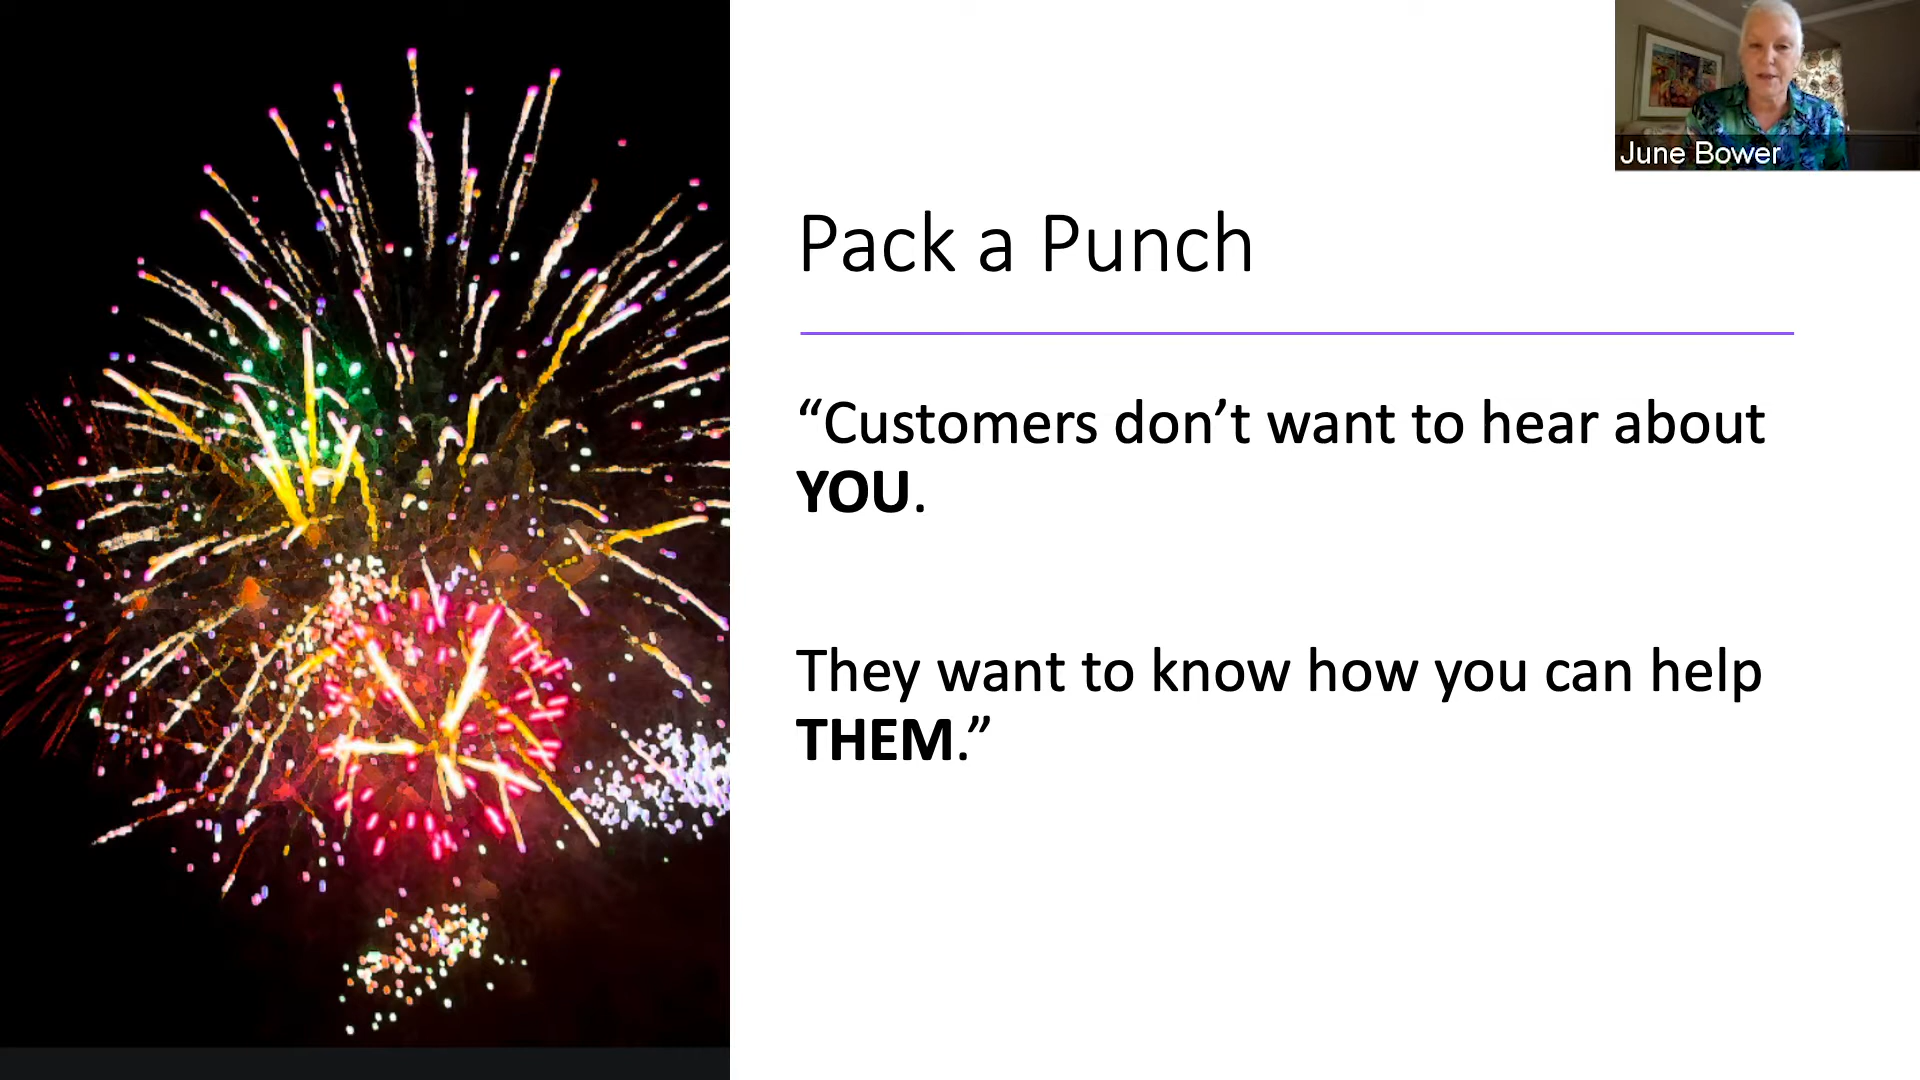 June Bower
Pack a Punch
“Customers don’t want to hear about
YOU.
They want to know how you can help
THEM.”